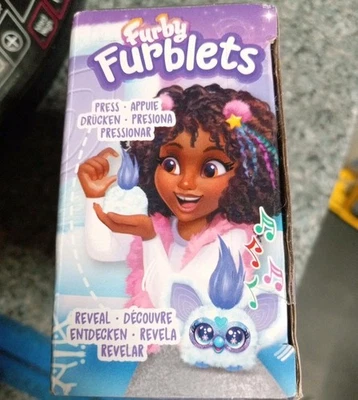 Furby
Furblets
PRESS · APPUIE
DRÜCKEN · PRESIONA
PRESSIONAR
REVEAL · DÉCOUVRE
ENTDECKEN · REVELA
REVELAR